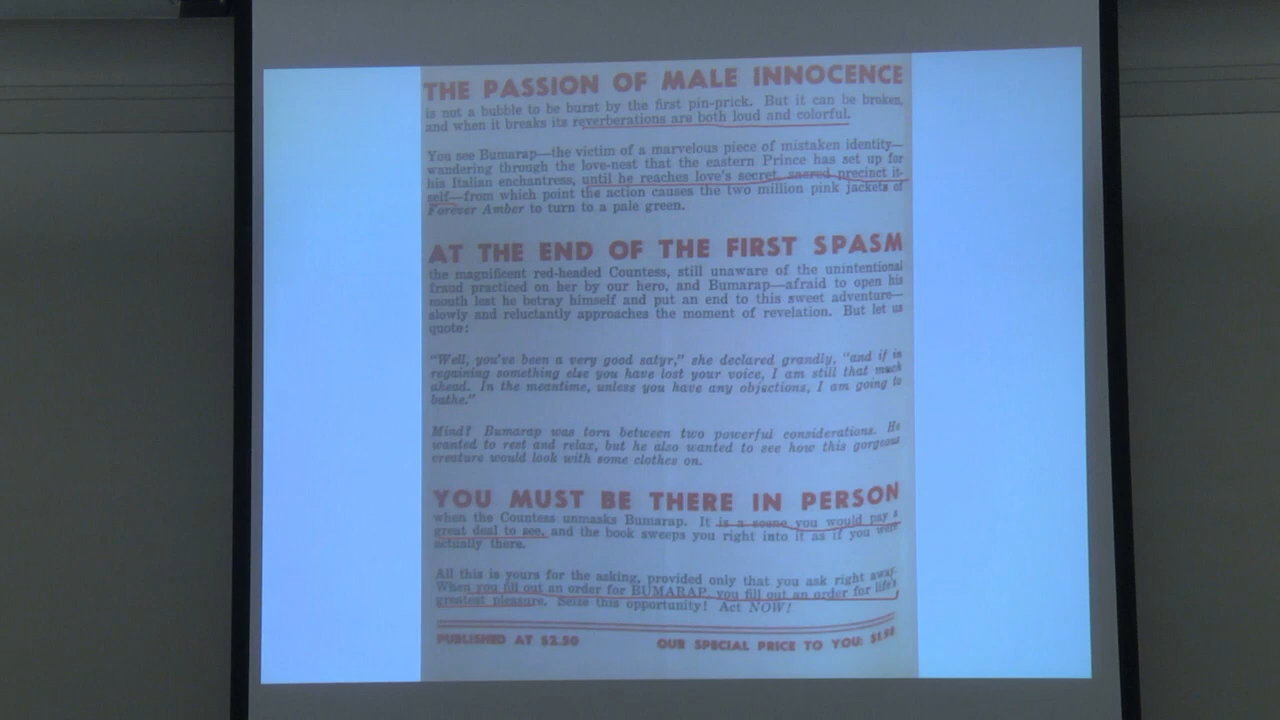 THE PASSION OF MALE INNOCENCE
is not a bubble to be burst by the first pin-prick. But it can be broken,
and when it breaks its reverberations are both loud and colorful.
You see Bumarap—the victim of a marvelous piece of mistaken identity—
wandering through the love-nest that the eastern Prince has set up for
his Italian enchantress, until he reaches love's secret, sacred precinct it-
self—from which point the action causes the two million pink jackets of
Forever Amber to turn to a pale green.
AT THE END OF THE FIRST SPASM
the magnificent red-headed Countess, still unaware of the unintentional
fraud practiced on her by our hero, and Bumarap—afraid to open his
mouth lest he betray himself and put an end to this sweet adventure—
slowly and reluctantly approaches the moment of revelation. But let us
quote:
"Well, you've been a very good satyr," she declared grandly, "and if in
regaining something else you have lost your voice, I am still that much
ahead. In the meantime, unless you have any objections, I am going to
bathe."
Mind? Bumarap was torn between two powerful considerations. He
wanted to rest and relax, but he also wanted to see how this gorgeous
creature would look with some clothes on.
YOU MUST BE THERE IN PERSON
when the Countess unmasks Bumarap. It is a scene you would pay a
great deal to see, and the book sweeps you right into it as if you were
actually there.
All this is yours for the asking, provided only that you ask right away.
When you fill out an order for BUMARAP, you fill out an order for life's
greatest pleasure. Seize this opportunity! Act NOW!
PUBLISHED AT $2.50 OUR SPECIAL PRICE TO YOU: $1.98